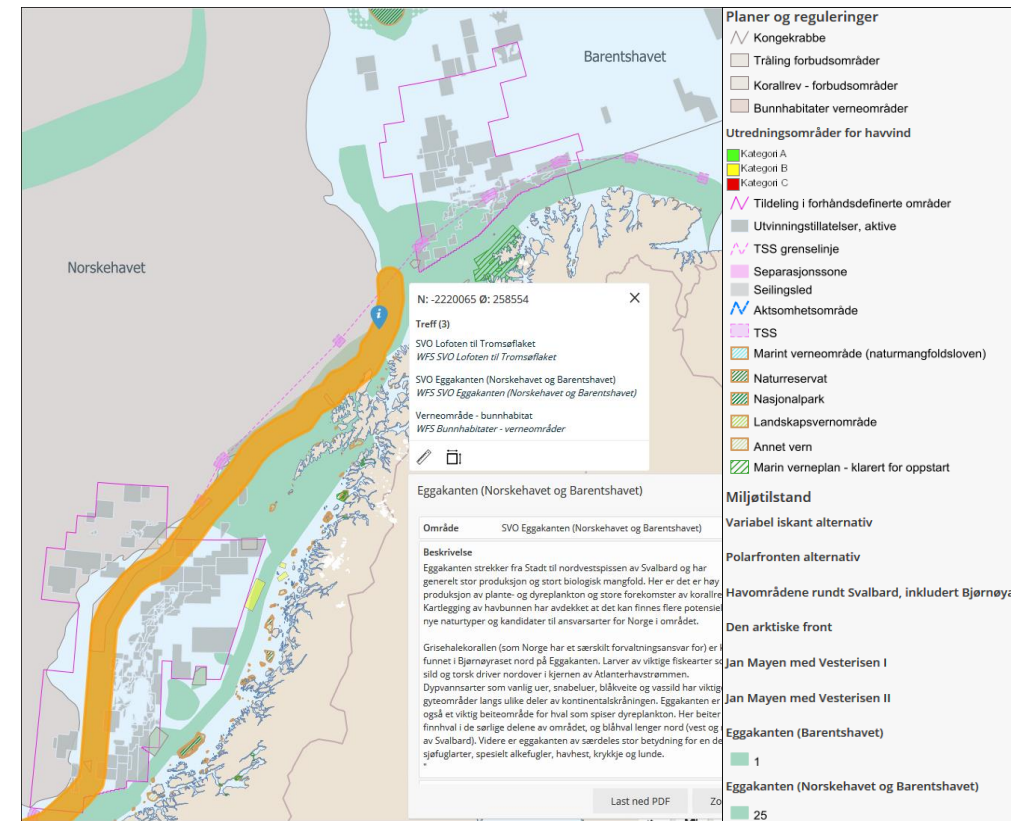 Barentshavet
Norskehavet
N: -2220065 Ø: 258554
Treff (3)
SVO Lofoten til Tromsøflaket
WFS SVO Lofoten til Tromsøflaket
SVO Eggakanten (Norskehavet og Barentshavet)
WFS SVO Eggakanten (Norskehavet og Barentshavet)
Verneområde - bunnhabitat
WFS Bunnhabitater - verneområder
Eggakanten (Norskehavet og Barentshavet)
Område SVO Eggakanten (Norskehavet og Barentshavet)
Beskrivelse
Eggakanten strekker fra Stadt til nordvestspissen av Svalbard og har
generelt stor produksjon og stort biologisk mangfold. Her er det er høy
produksjon av plante- og dyreplankton og store forekomster av korallre
Kartlegging av havbunnen har avdekket at det kan finnes flere potensiel
nye naturtyper og kandidater til ansvarsarter for Norge i området.
Grisehalekorallen (som Norge har et særskilt forvaltningsansvar for) er
funnet i Bjørnøyraset nord på Eggakanten. Larver av viktige fiskearter so
sild og torsk driver nordover i kjernen av Atlanterhavstrømmen.
Dypvannsarter som vanlig uer, snabeluer, blåkveite og vassild har viktige
gyteområder langs ulike deler av kontinentalskråningen. Eggakanten er
også et viktig beiteområde for hval som spiser dyreplankton. Her beiter
finnhval i de sørlige delene av området, og blåhval lenger nord (vest og
av Svalbard). Videre er eggakanten av særdeles stor betydning for en de
sjøfuglarter, spesielt alkefugler, havhest, krykkje og lunde.
"
Last ned PDF Zo
Planer og reguleringer
Kongekrabbe
Tråling forbudsområder
Korallrev - forbudsområder
Bunnhabitater verneområder
Utredningsområder for havvind
Kategori A
Kategori B
Kategori C
Tildeling i forhåndsdefinerte områder
Utvinningstillatelser, aktive
TSS grenselinje
Separasjonssone
Seilingsled
Aktsomhetsområde
TSS
Marint verneområde (naturmangfoldsloven)
Naturreservat
Nasjonalpark
Landskapsvernområde
Annet vern
Marin verneplan - klarert for oppstart
Miljøtilstand
Variabel iskant alternativ
Polarfronten alternativ
Havområdene rundt Svalbard, inkludert Bjørnøya
Den arktiske front
Jan Mayen med Vesterisen I
Jan Mayen med Vesterisen II
Eggakanten (Barentshavet)
1
Eggakanten (Norskehavet og Barentshavet)
25